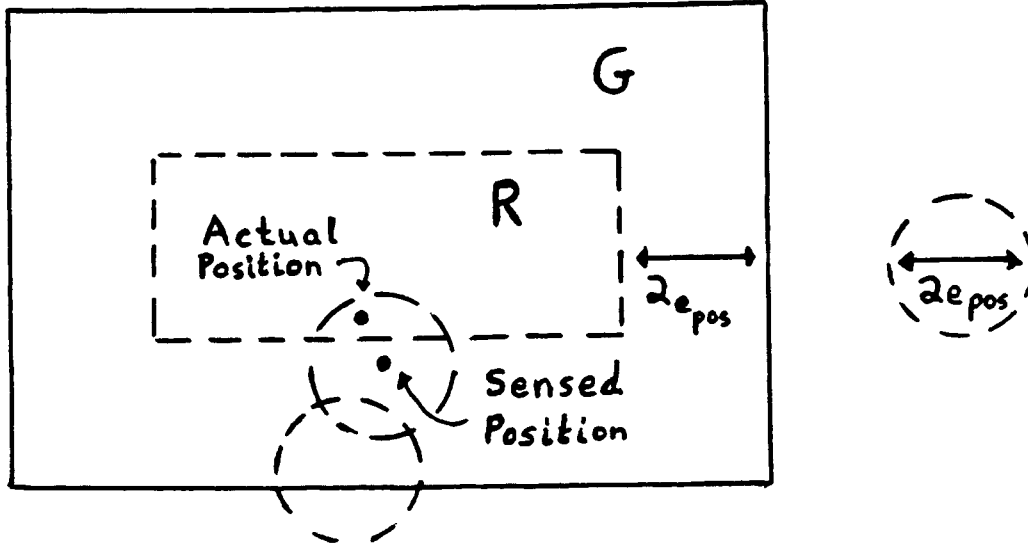 G
R
Actual
Position
2e_pos
2e_pos
Sensed
Position